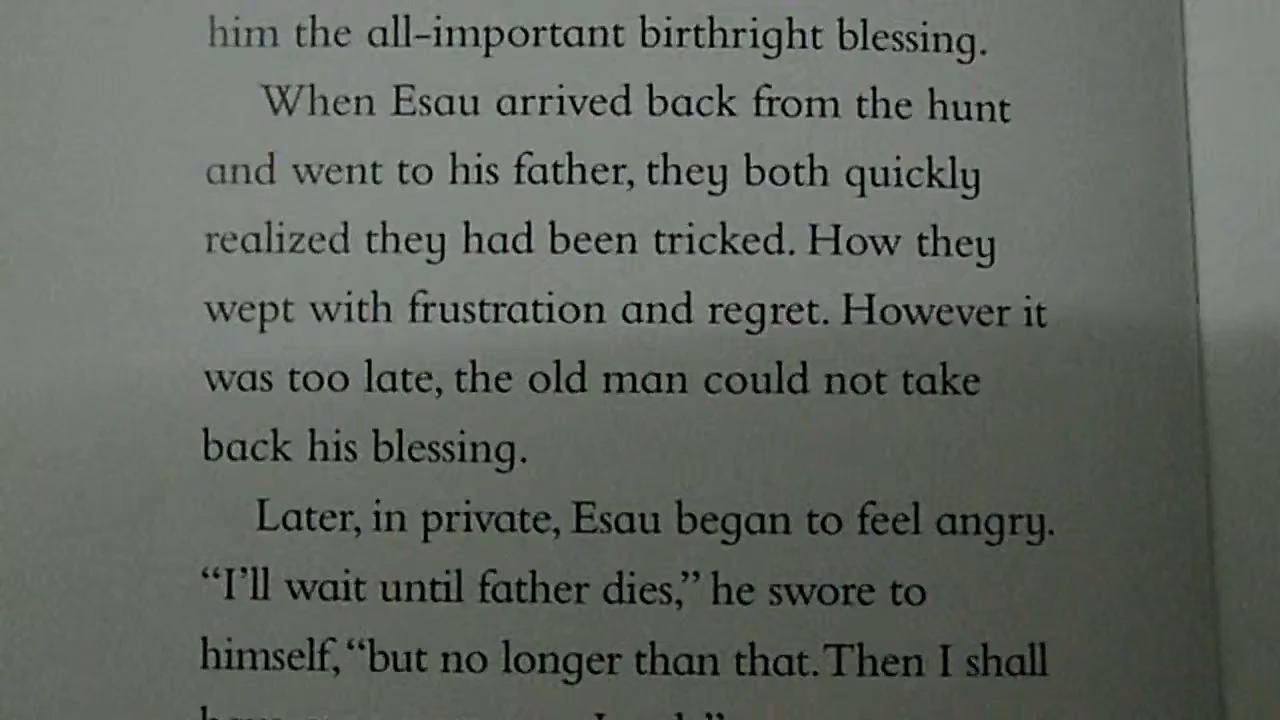 him the all-important birthright blessing.
When Esau arrived back from the hunt
and went to his father, they both quickly
realized they had been tricked. How they
wept with frustration and regret. However it
was too late, the old man could not take
back his blessing.
Later, in private, Esau began to feel angry.
“I’ll wait until father dies,” he swore to
himself, “but no longer than that. Then I shall